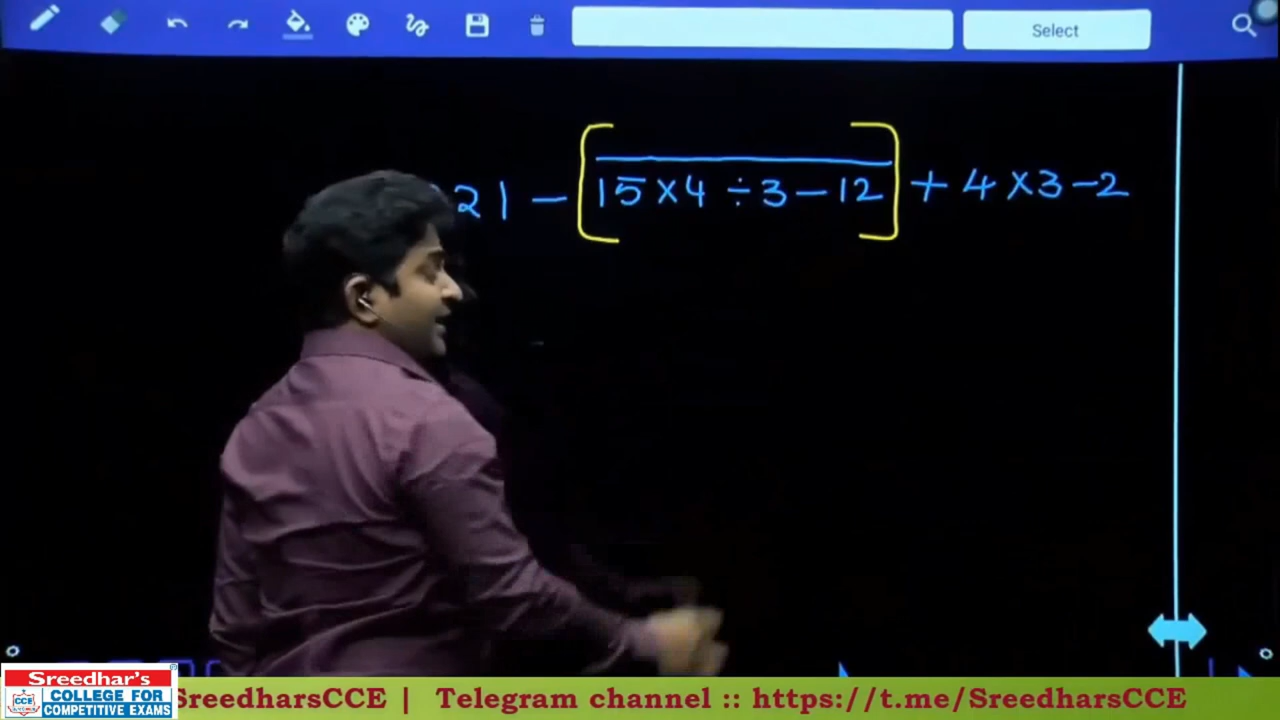 Select
21 - [15 × 4 ÷ 3 - 12] + 4 × 3 - 2
Sreedhar's
CCE
COLLEGE FOR
COMPETITIVE EXAMS
SreedharsCCE | Telegram channel :: https://t.me/SreedharsCCE